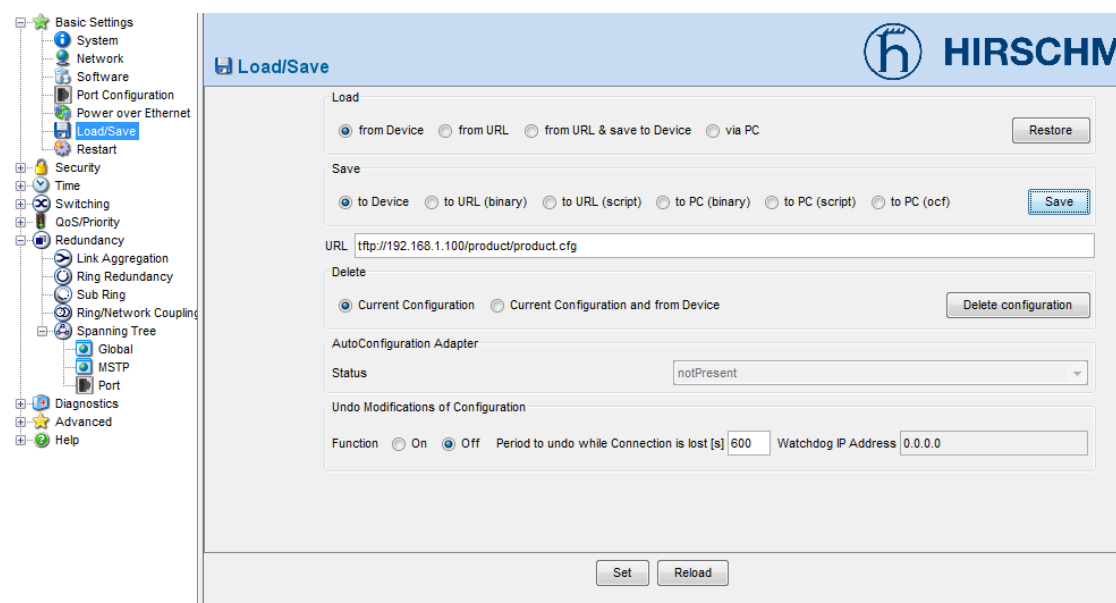 Basic Settings
System
Network
Software
Port Configuration
Power over Ethernet
Load/Save
Restart
Security
Time
Switching
QoS/Priority
Redundancy
Link Aggregation
Ring Redundancy
Sub Ring
Ring/Network Coupling
Spanning Tree
Global
MSTP
Port
Diagnostics
Advanced
Help
Load/Save
HIRSCHM
Load
from Device from URL from URL & save to Device via PC Restore
Save
to Device to URL (binary) to URL (script) to PC (binary) to PC (script) to PC (ocf) Save
URL tftp://192.168.1.100/product/product.cfg
Delete
Current Configuration Current Configuration and from Device Delete configuration
AutoConfiguration Adapter
Status notPresent
Undo Modifications of Configuration
Function On Off Period to undo while Connection is lost [s] 600 Watchdog IP Address 0.0.0.0
Set Reload